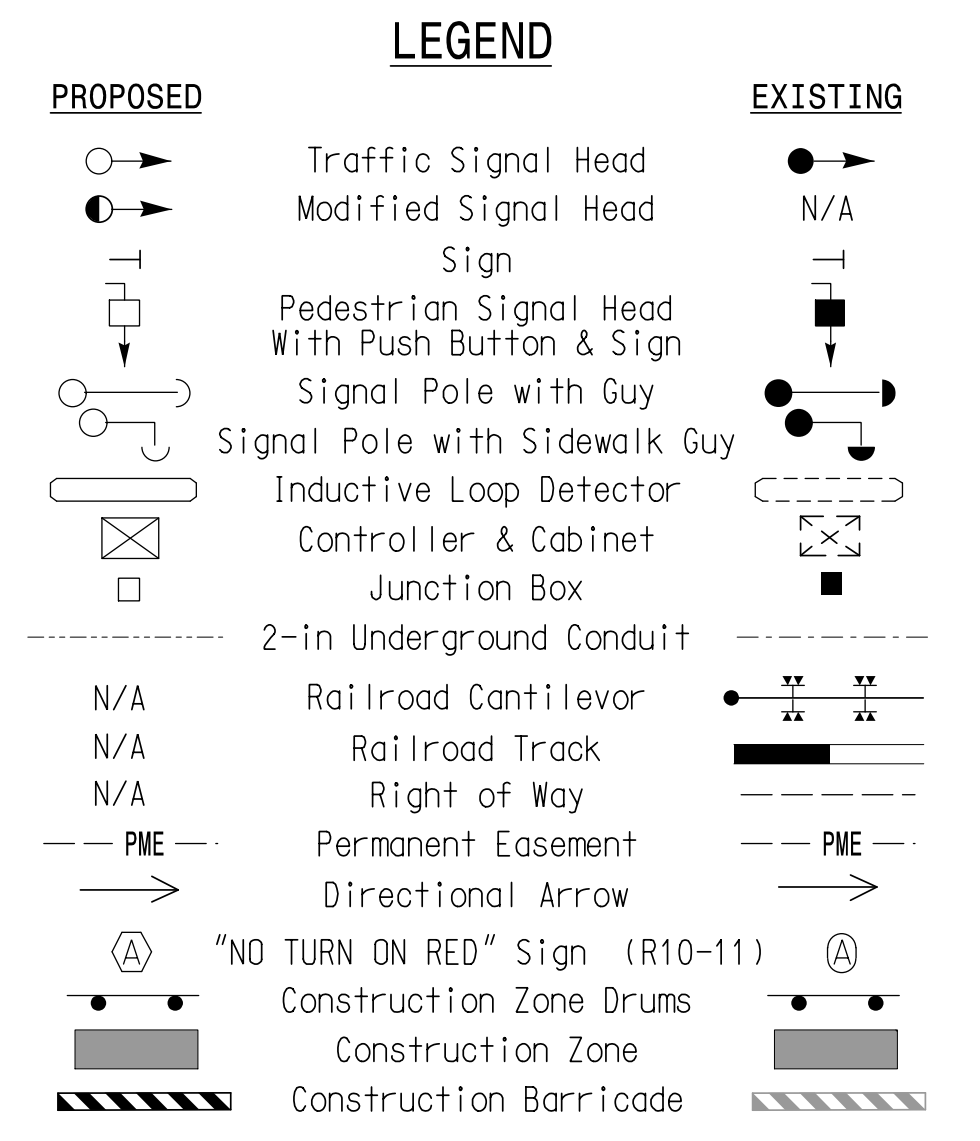 LEGEND
PROPOSED EXISTING
Traffic Signal Head
Modified Signal Head N/A
Sign
Pedestrian Signal Head
With Push Button & Sign
Signal Pole with Guy
Signal Pole with Sidewalk Guy
Inductive Loop Detector
Controller & Cabinet
Junction Box
2-in Underground Conduit
N/A Railroad Cantilevor
N/A Railroad Track
N/A Right of Way
PME Permanent Easement PME
Directional Arrow
A "NO TURN ON RED" Sign (R10-11) A
Construction Zone Drums
Construction Zone
Construction Barricade